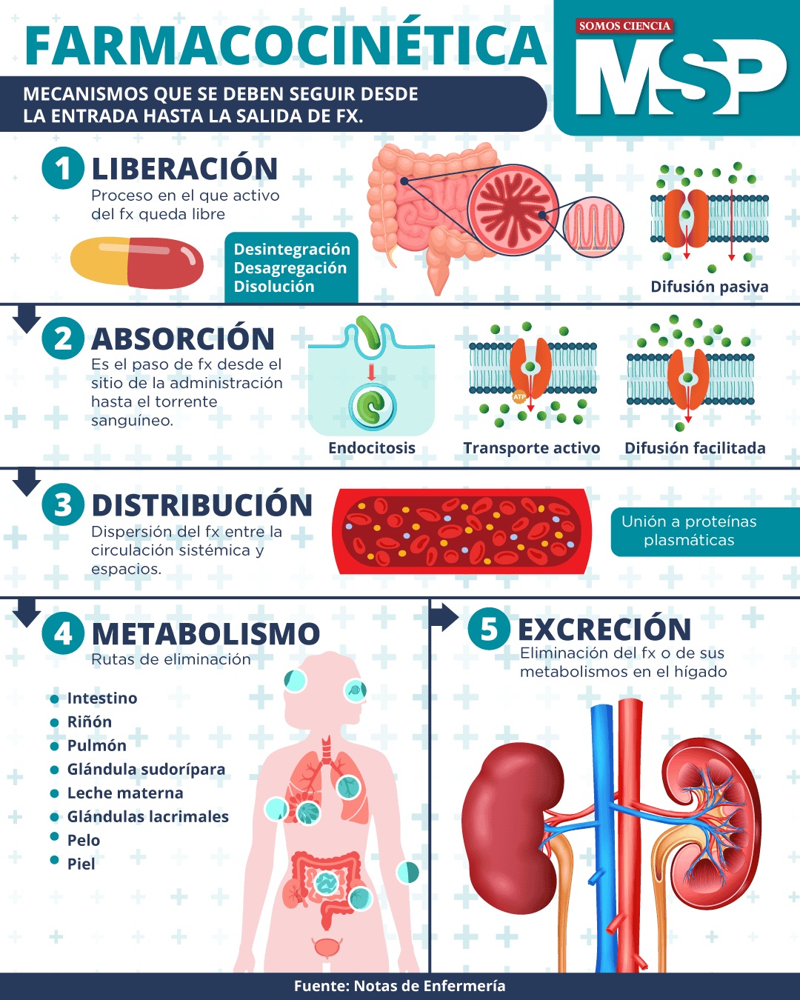 FARMACOCINÉTICA
SOMOS CIENCIA
MSP
MECANISMOS QUE SE DEBEN SEGUIR DESDE
LA ENTRADA HASTA LA SALIDA DE FX.
1 LIBERACIÓN
Proceso en el que activo
del fx queda libre
Desintegración
Desagregación
Disolución
Difusión pasiva
2 ABSORCIÓN
Es el paso de fx desde el
sitio de la administración
hasta el torrente
sanguíneo.
Endocitosis
ATP
Transporte activo
Difusión facilitada
3 DISTRIBUCIÓN
Dispersión del fx entre la
circulación sistémica y
espacios.
Unión a proteínas
plasmáticas
4 METABOLISMO
Rutas de eliminación
Intestino
Riñón
Pulmón
Glándula sudorípara
Leche materna
Glándulas lacrimales
Pelo
Piel
5 EXCRECIÓN
Eliminación del fx o de sus
metabolismos en el hígado
Fuente: Notas de Enfermería